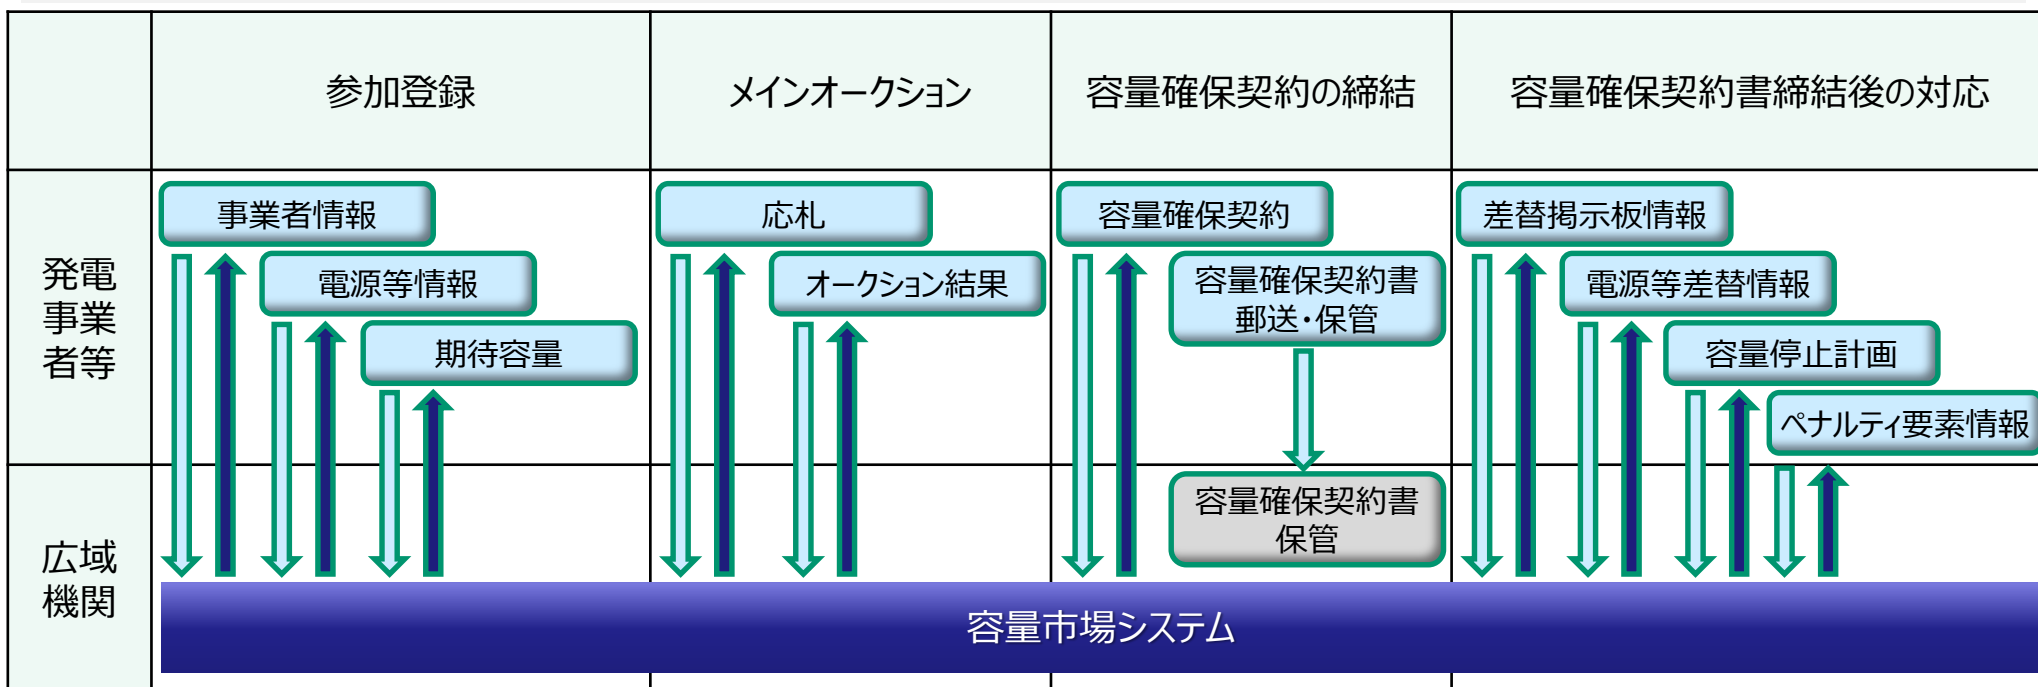 参加登録
メインオークション
容量確保契約の締結
容量確保契約書締結後の対応
発電
事業
者等
事業者情報
電源等情報
期待容量
応札
オークション結果
容量確保契約
容量確保契約書
郵送・保管
差替掲示板情報
電源等差替情報
容量停止計画
ペナルティ要素情報
広域
機関
容量確保契約書
保管
容量市場システム